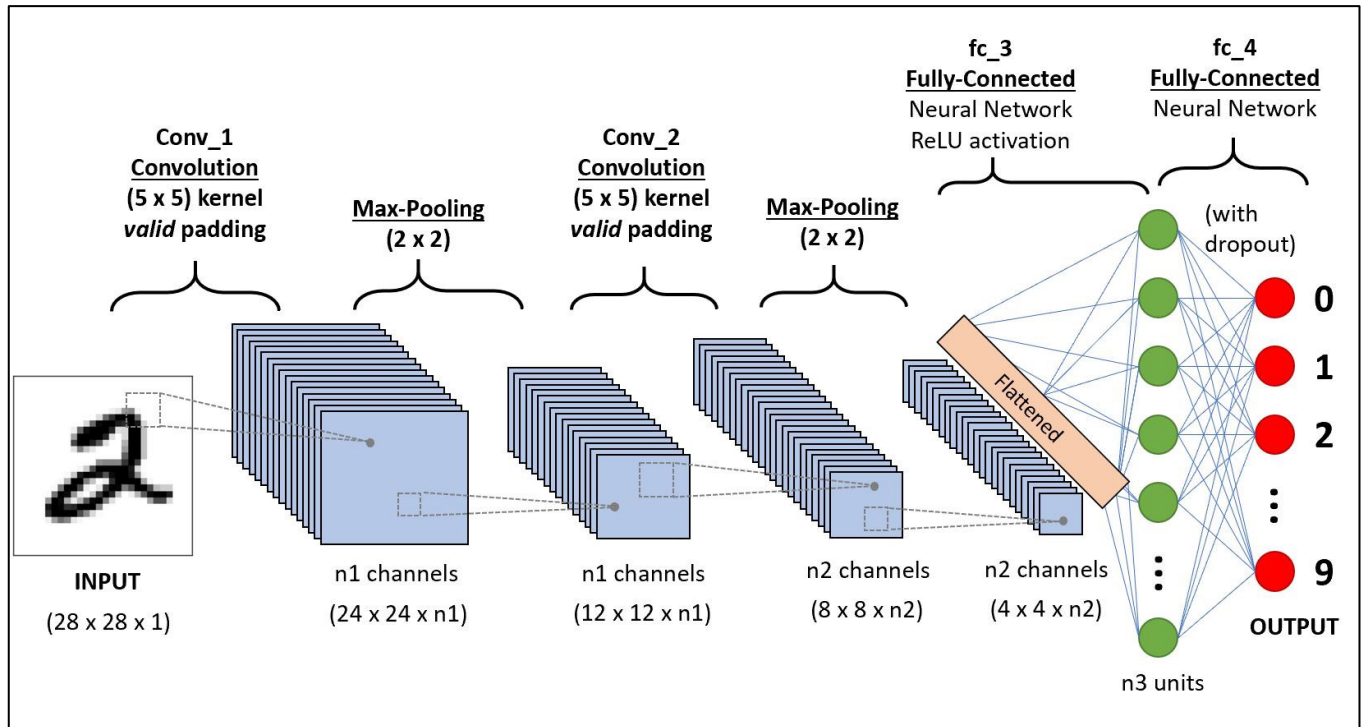 Conv_1
Convolution
(5 x 5) kernel
valid padding
Max-Pooling
(2 x 2)
Conv_2
Convolution
(5 x 5) kernel
valid padding
Max-Pooling
(2 x 2)
fc_3
Fully-Connected
Neural Network
ReLU activation
fc_4
Fully-Connected
Neural Network
(with
dropout)
Flattened
0
1
2
9
OUTPUT
2
INPUT
(28 x 28 x 1)
n1 channels
(24 x 24 x n1)
n1 channels
(12 x 12 x n1)
n2 channels
(8 x 8 x n2)
n2 channels
(4 x 4 x n2)
n3 units